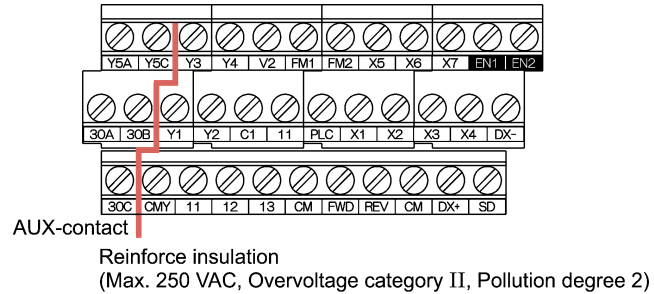 Y5A Y5C Y3 Y4 V2 FM1 FM2 X5 X6 X7 EN1 EN2
30A 30B Y1 Y2 C1 11 PLC X1 X2 X3 X4 DX-
30C CMY 11 12 13 CM FWD REV CM DX+ SD
AUX-contact
Reinforce insulation
(Max. 250 VAC, Overvoltage category II, Pollution degree 2)